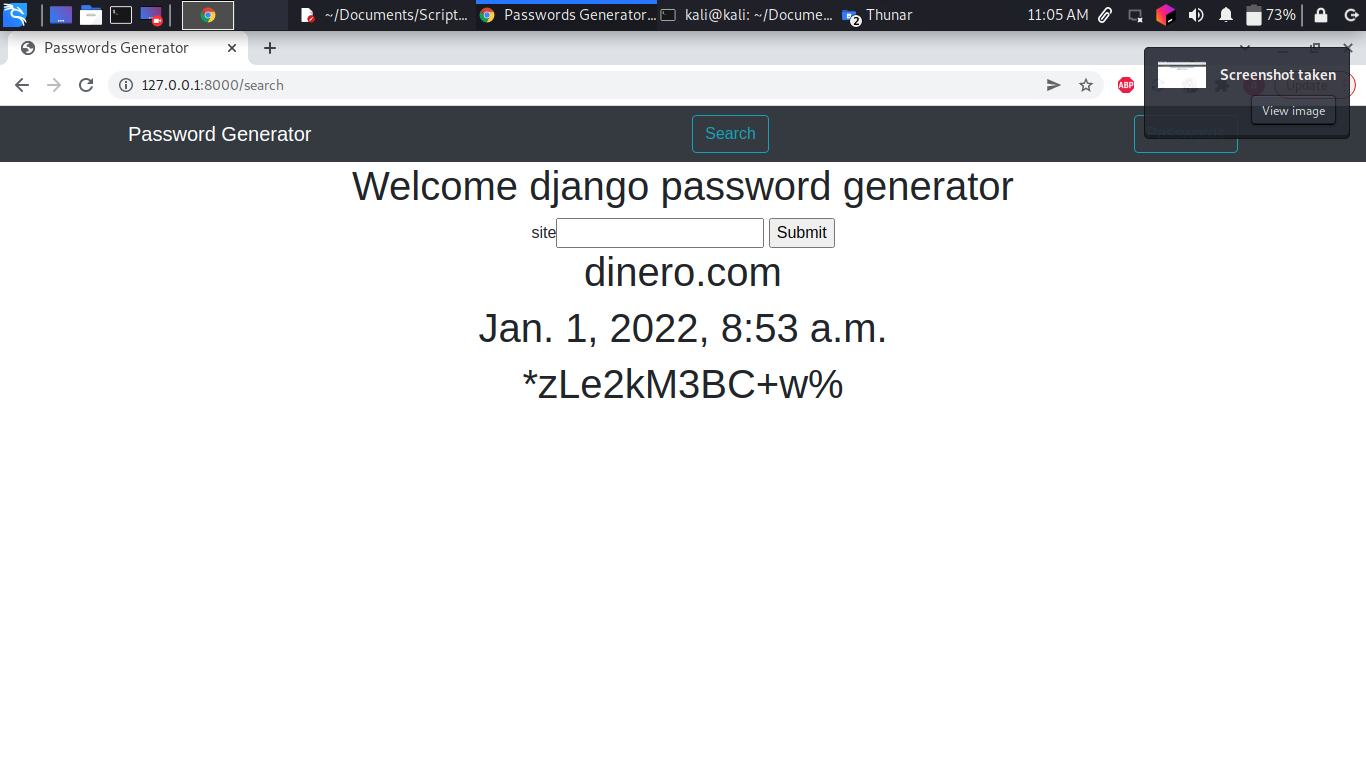 ~/Documents/Script...
Passwords Generator...
kali@kali: ~/Docume...
2
Thunar
11:05 AM
73%
Passwords Generator
127.0.0.1:8000/search
ABP
Screenshot taken
View image
Password Generator
Search
Welcome django password generator
site
Submit
dinero.com
Jan. 1, 2022, 8:53 a.m.
*zLe2kM3BC+w%